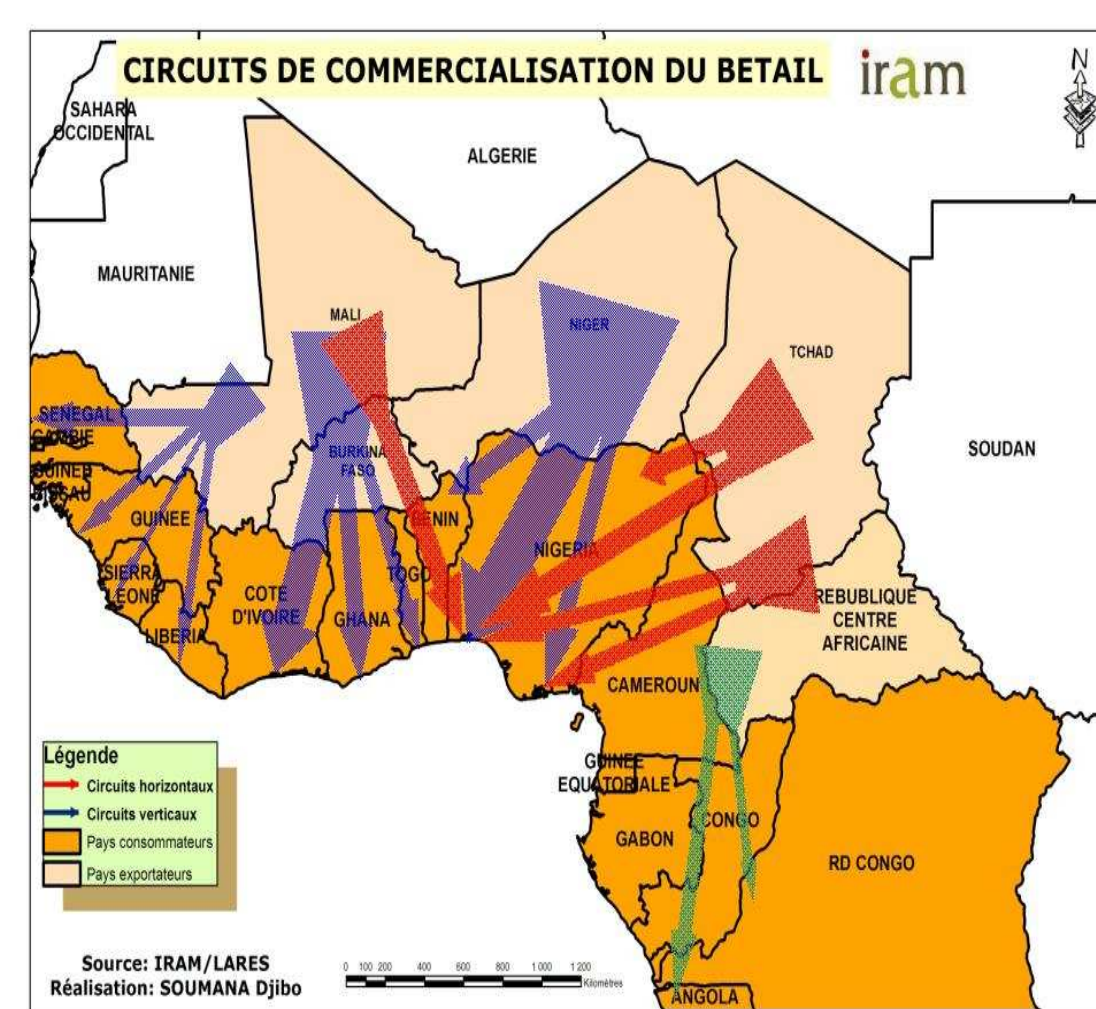 CIRCUITS DE COMMERCIALISATION DU BETAIL
iram
N
SAHARA
OCCIDENTAL
ALGERIE
MAURITANIE
MALI
NIGER
TCHAD
SOUDAN
SENEGAL
GAMBIE
GUINEE
BISSAU
GUINEE
SIERRA
LEONE
LIBERIA
COTE
D'IVOIRE
BURKINA
FASO
GHANA
TOGO
BENIN
NIGERIA
CAMEROUN
REBUBLIQUE
CENTRE
AFRICAINE
GUINEE
EQUATORIALE
GABON
CONGO
RD CONGO
ANGOLA
Légende
Circuits horizontaux
Circuits verticaux
Pays consommateurs
Pays exportateurs
Source: IRAM/LARES
Réalisation: SOUMANA Djibo
0 100 200 400 600 800 1 000 1 200
Kilomètres